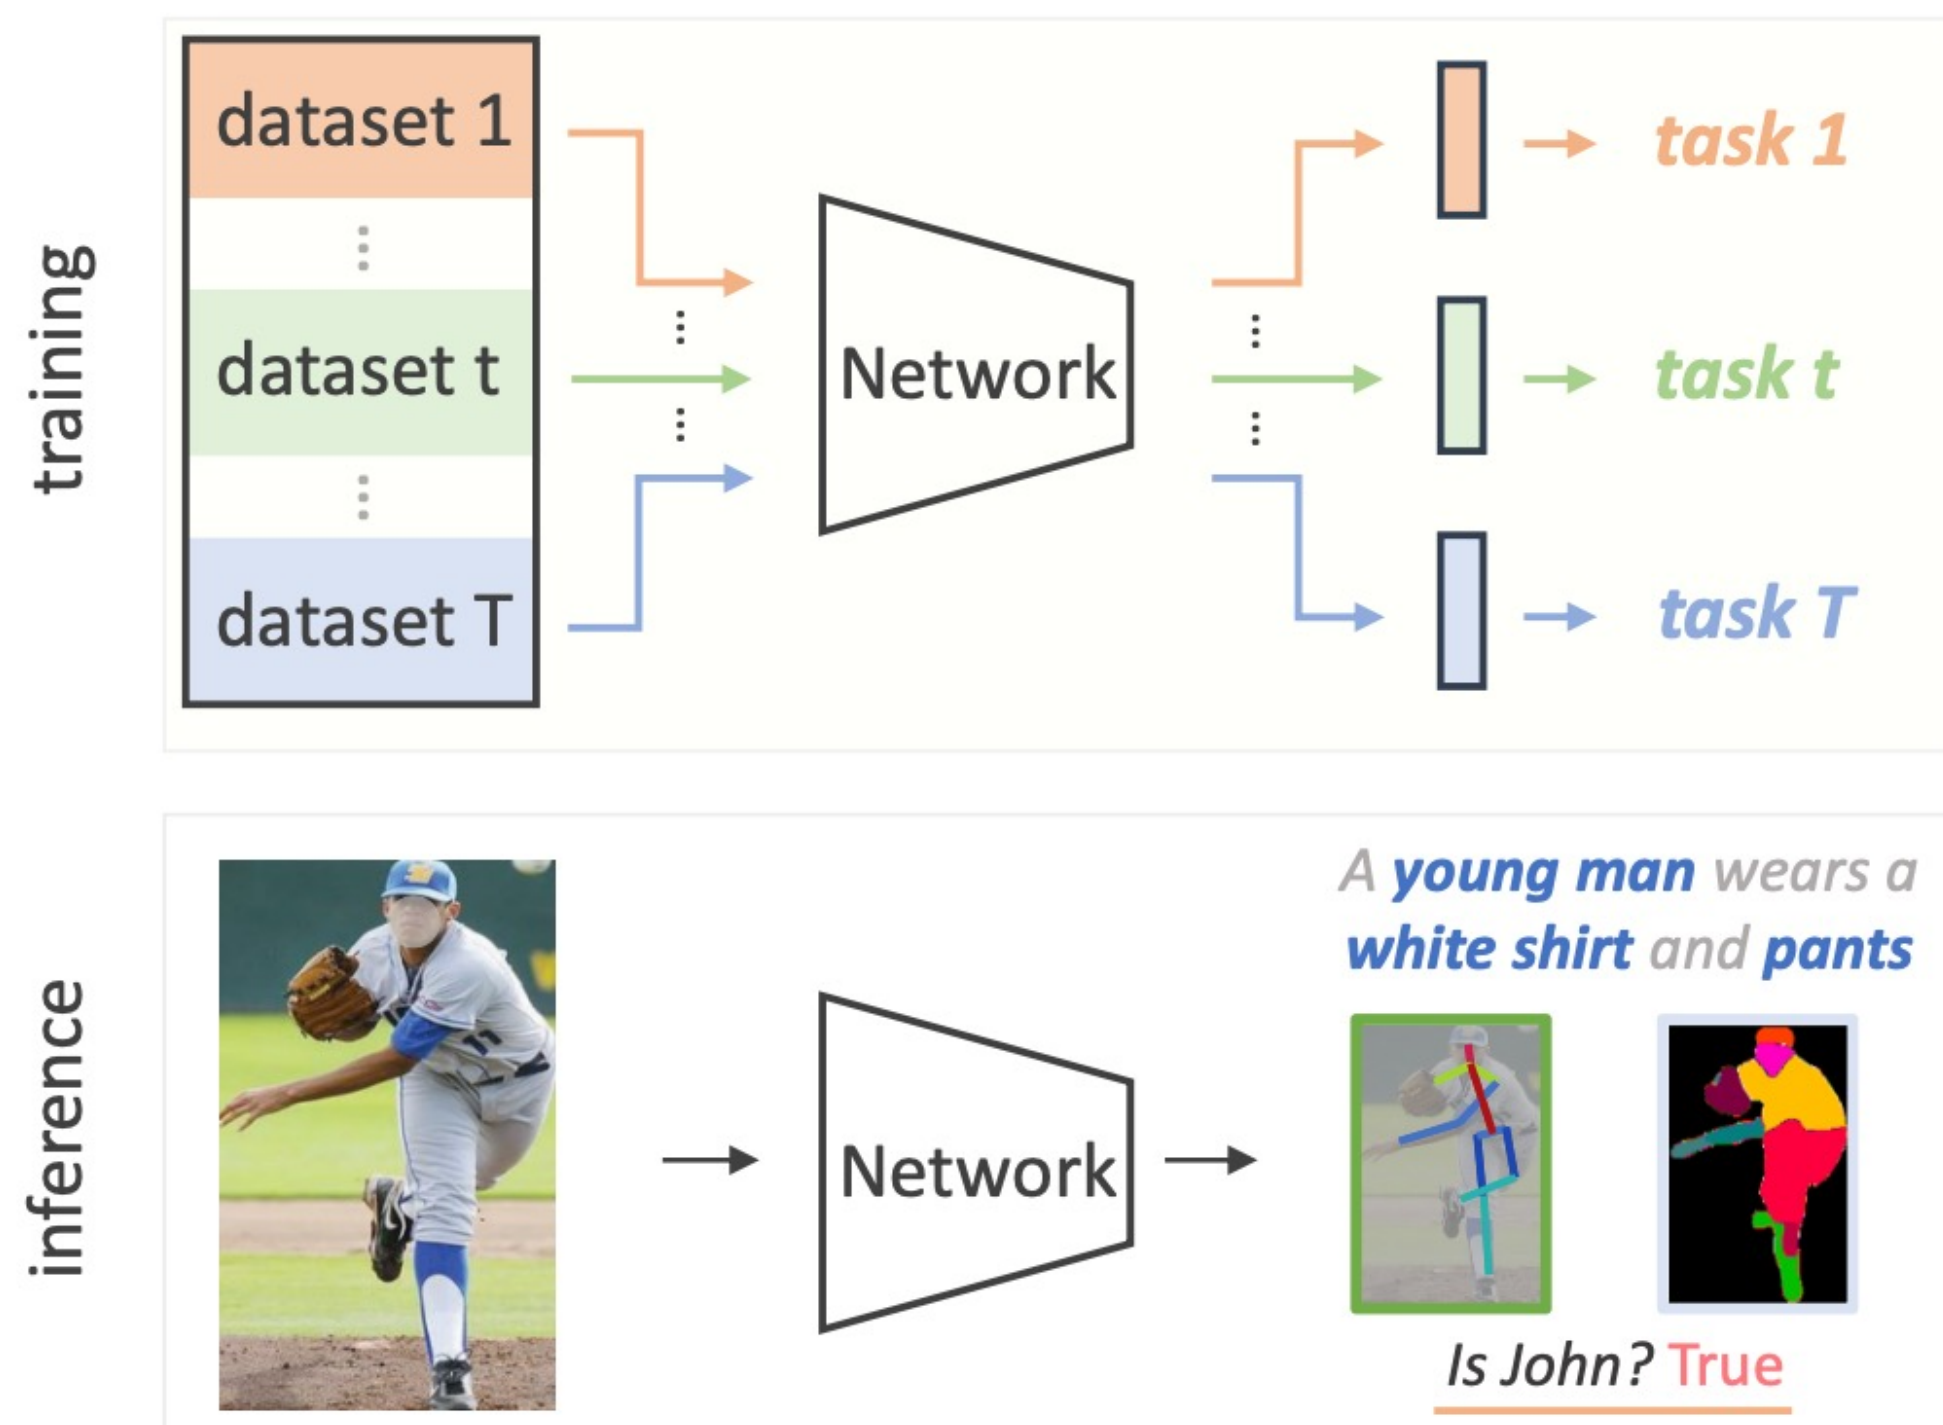 training
dataset 1
dataset t
dataset T
Network
task 1
task t
task T
inference
11
Network
A young man wears a
white shirt and pants
Is John? True